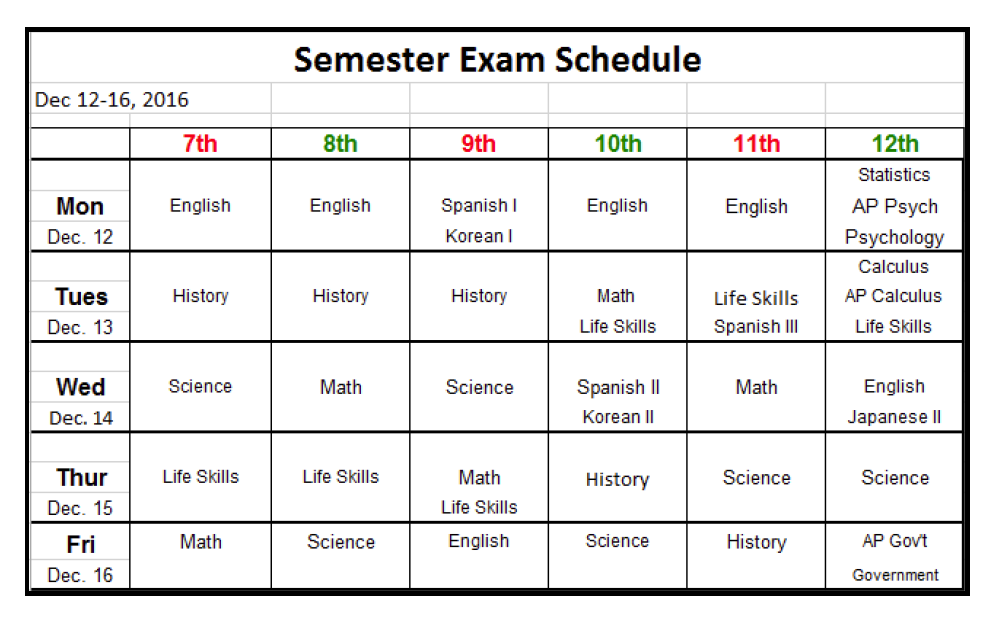 Semester Exam Schedule
Dec 12-16, 2016
7th 8th 9th 10th 11th 12th
Statistics
Mon English English Spanish I English English AP Psych
Dec. 12 Korean I Psychology
Calculus
Tues History History History Math Life Skills AP Calculus
Dec. 13 Life Skills Spanish III Life Skills
Wed Science Math Science Spanish II Math English
Dec. 14 Korean II Japanese II
Thur Life Skills Life Skills Math History Science Science
Dec. 15 Life Skills
Fri Math Science English Science History AP Gov't
Dec. 16 Government